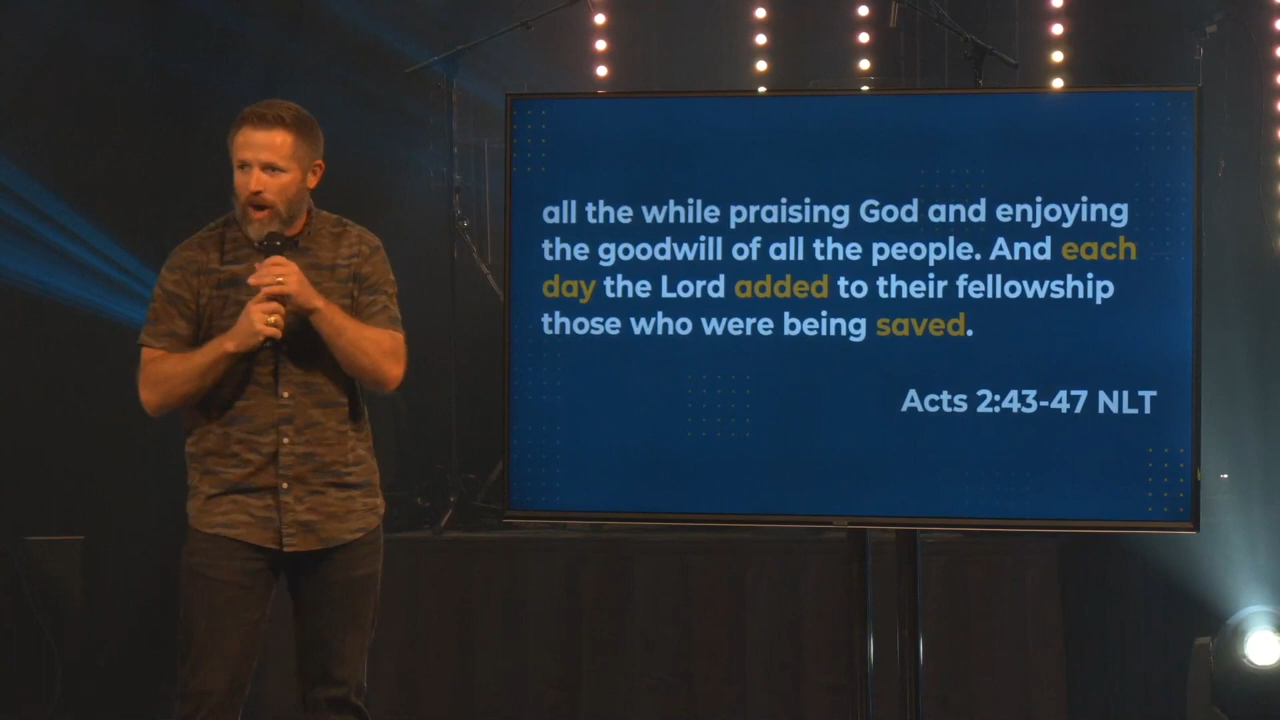 all the while praising God and enjoying
the goodwill of all the people. And each
day the Lord added to their fellowship
those who were being saved.
Acts 2:43-47 NLT